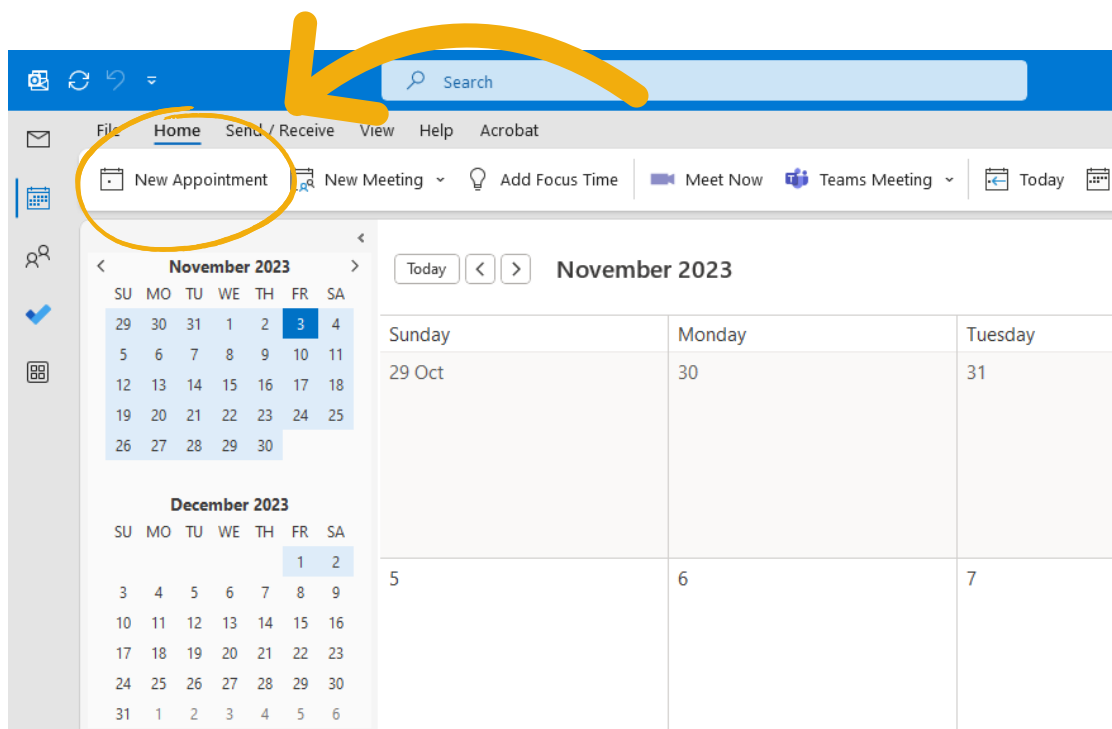 Search
File Home Send / Receive View Help Acrobat
New Appointment New Meeting Add Focus Time Meet Now Teams Meeting Today
November 2023
SU MO TU WE TH FR SA
29 30 31 1 2 3 4
5 6 7 8 9 10 11
12 13 14 15 16 17 18
19 20 21 22 23 24 25
26 27 28 29 30
December 2023
SU MO TU WE TH FR SA
1 2
3 4 5 6 7 8 9
10 11 12 13 14 15 16
17 18 19 20 21 22 23
24 25 26 27 28 29 30
31 1 2 3 4 5 6
Today November 2023
Sunday Monday Tuesday
29 Oct 30 31
5 6 7